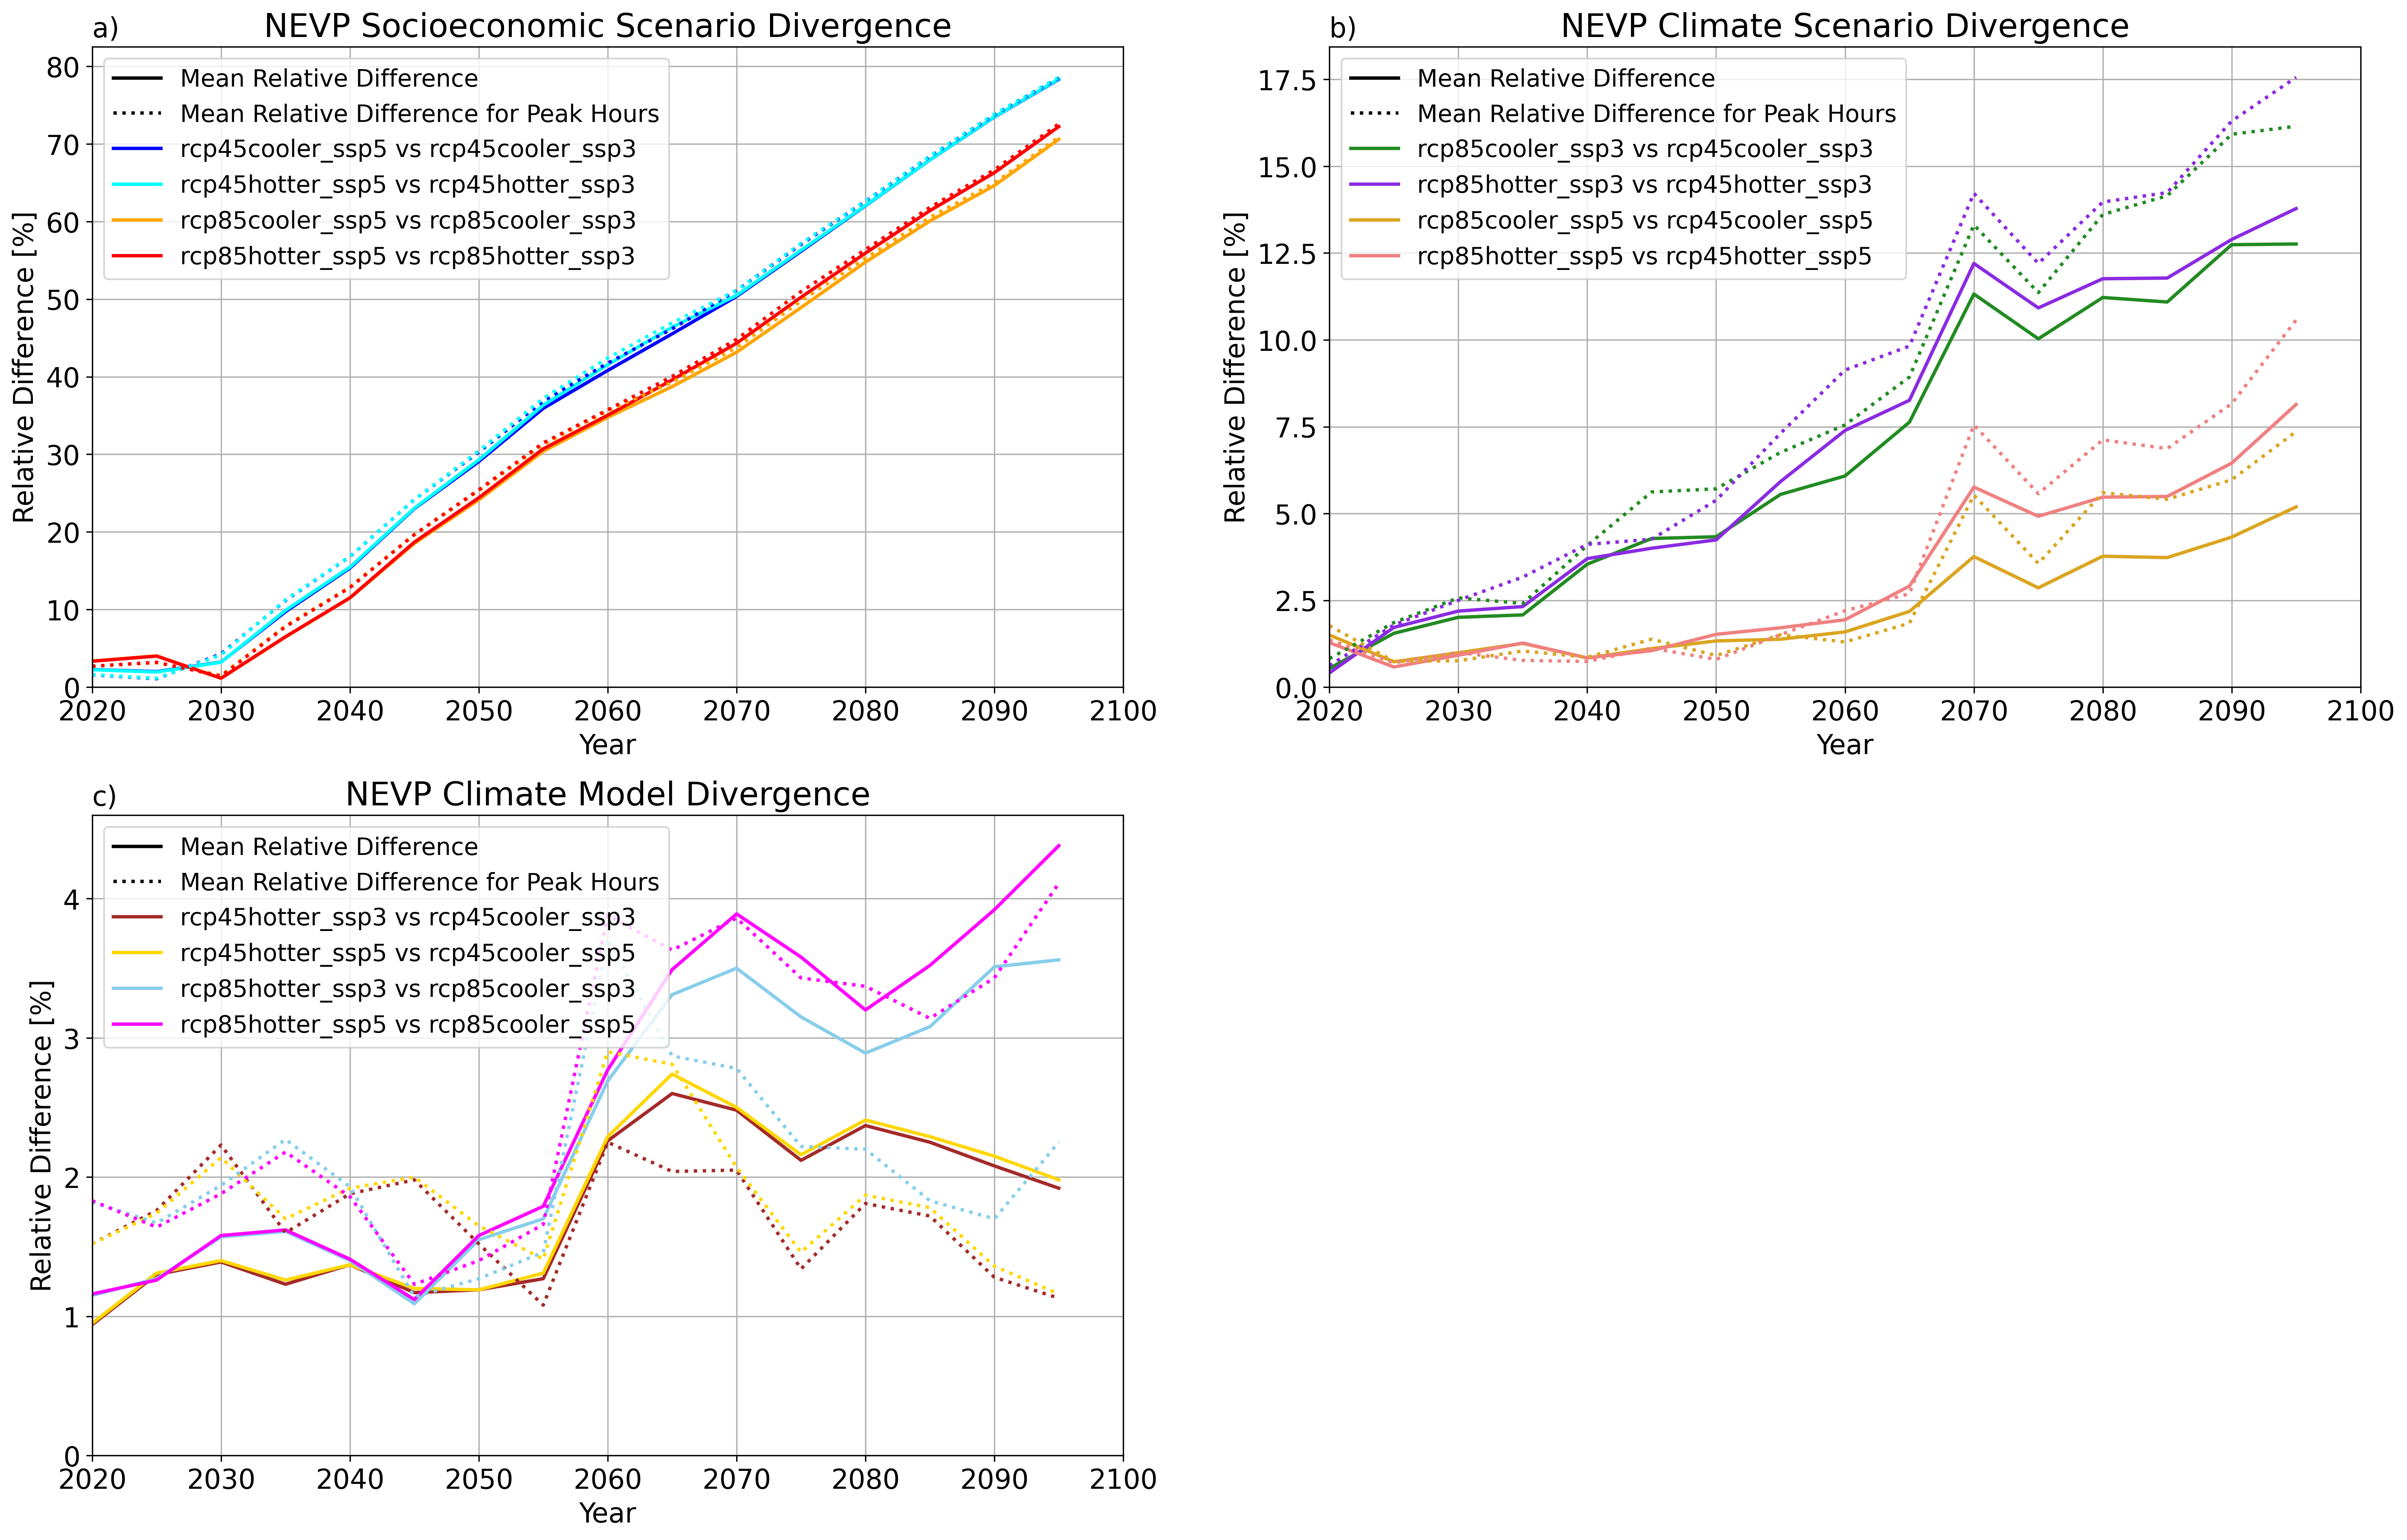 a)
NEVP Socioeconomic Scenario Divergence
Mean Relative Difference
Mean Relative Difference for Peak Hours
rcp45cooler_ssp5 vs rcp45cooler_ssp3
rcp45hotter_ssp5 vs rcp45hotter_ssp3
rcp85cooler_ssp5 vs rcp85cooler_ssp3
rcp85hotter_ssp5 vs rcp85hotter_ssp3
Relative Difference [%]
80
70
60
50
40
30
20
10
0
2020 2030 2040 2050 2060 2070 2080 2090 2100
Year
b)
NEVP Climate Scenario Divergence
Mean Relative Difference
Mean Relative Difference for Peak Hours
rcp85cooler_ssp3 vs rcp45cooler_ssp3
rcp85hotter_ssp3 vs rcp45hotter_ssp3
rcp85cooler_ssp5 vs rcp45cooler_ssp5
rcp85hotter_ssp5 vs rcp45hotter_ssp5
Relative Difference [%]
17.5
15.0
12.5
10.0
7.5
5.0
2.5
0.0
2020 2030 2040 2050 2060 2070 2080 2090 2100
Year
c)
NEVP Climate Model Divergence
Mean Relative Difference
Mean Relative Difference for Peak Hours
rcp45hotter_ssp3 vs rcp45cooler_ssp3
rcp45hotter_ssp5 vs rcp45cooler_ssp5
rcp85hotter_ssp3 vs rcp85cooler_ssp3
rcp85hotter_ssp5 vs rcp85cooler_ssp5
Relative Difference [%]
4
3
2
1
0
2020 2030 2040 2050 2060 2070 2080 2090 2100
Year